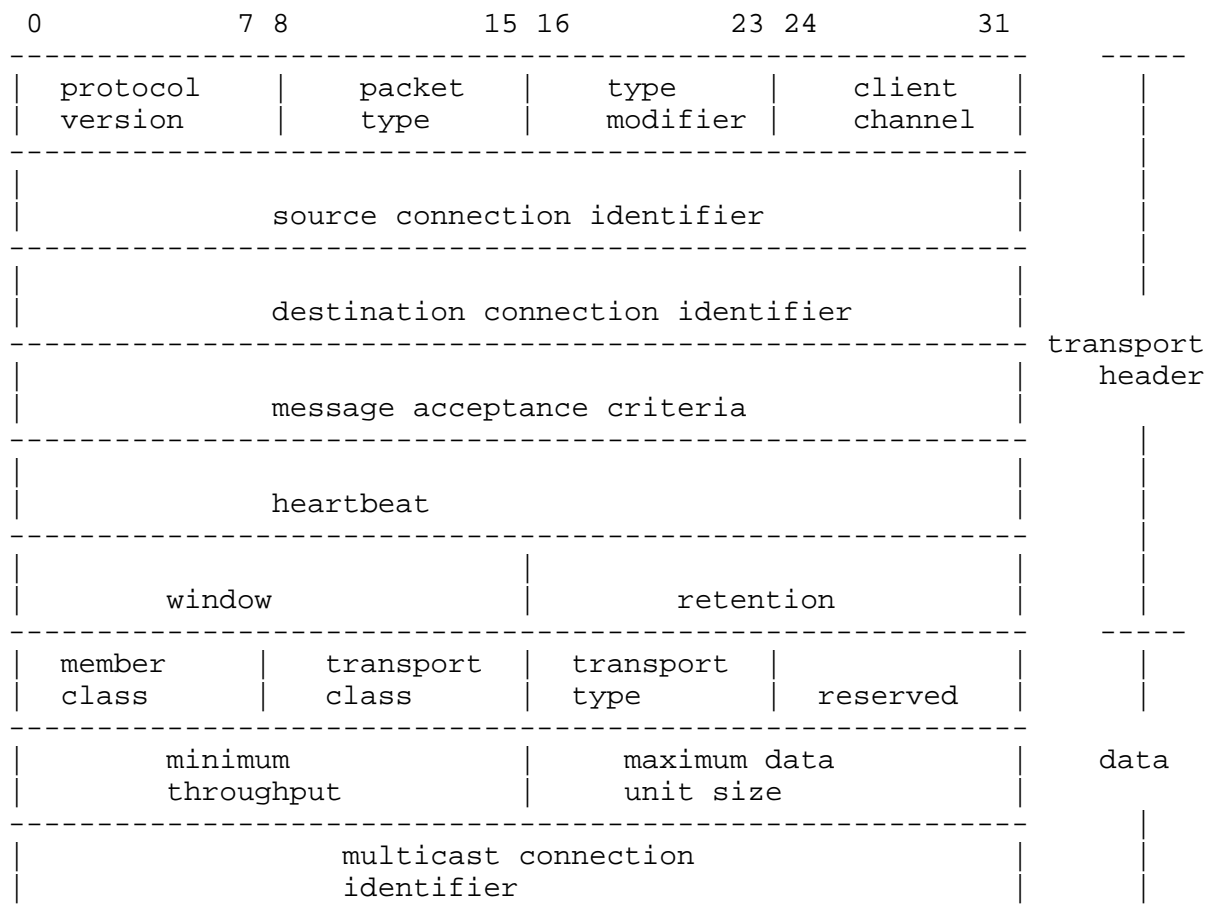 0 7 8 15 16 23 24 31
protocol packet type client
version type modifier channel
source connection identifier
destination connection identifier
transport
header
message acceptance criteria
heartbeat
window retention
member transport transport
class class type reserved
minimum maximum data data
throughput unit size
multicast connection
identifier